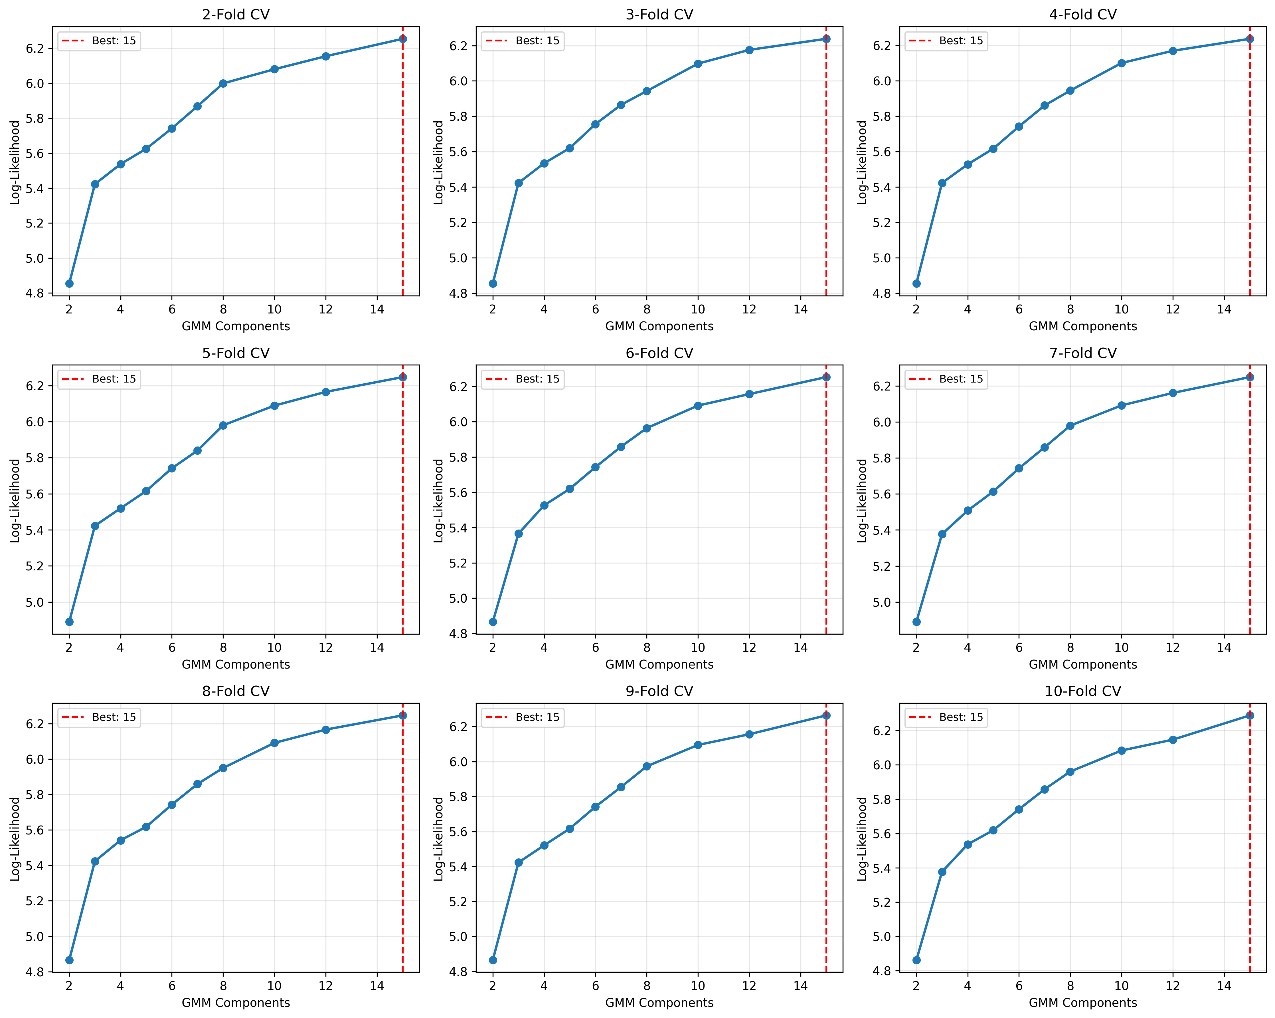 2-Fold CV
Log-Likelihood
6.2
6.0
5.8
5.6
5.4
5.2
5.0
4.8
Best: 15
2 4 6 8 10 12 14
GMM Components
3-Fold CV
Log-Likelihood
6.2
6.0
5.8
5.6
5.4
5.2
5.0
4.8
Best: 15
2 4 6 8 10 12 14
GMM Components
4-Fold CV
Log-Likelihood
6.2
6.0
5.8
5.6
5.4
5.2
5.0
4.8
Best: 15
2 4 6 8 10 12 14
GMM Components
5-Fold CV
Log-Likelihood
6.2
6.0
5.8
5.6
5.4
5.2
5.0
Best: 15
2 4 6 8 10 12 14
GMM Components
6-Fold CV
Log-Likelihood
6.2
6.0
5.8
5.6
5.4
5.2
5.0
4.8
Best: 15
2 4 6 8 10 12 14
GMM Components
7-Fold CV
Log-Likelihood
6.2
6.0
5.8
5.6
5.4
5.2
5.0
Best: 15
2 4 6 8 10 12 14
GMM Components
8-Fold CV
Log-Likelihood
6.2
6.0
5.8
5.6
5.4
5.2
5.0
4.8
Best: 15
2 4 6 8 10 12 14
GMM Components
9-Fold CV
Log-Likelihood
6.2
6.0
5.8
5.6
5.4
5.2
5.0
4.8
Best: 15
2 4 6 8 10 12 14
GMM Components
10-Fold CV
Log-Likelihood
6.2
6.0
5.8
5.6
5.4
5.2
5.0
4.8
Best: 15
2 4 6 8 10 12 14
GMM Components